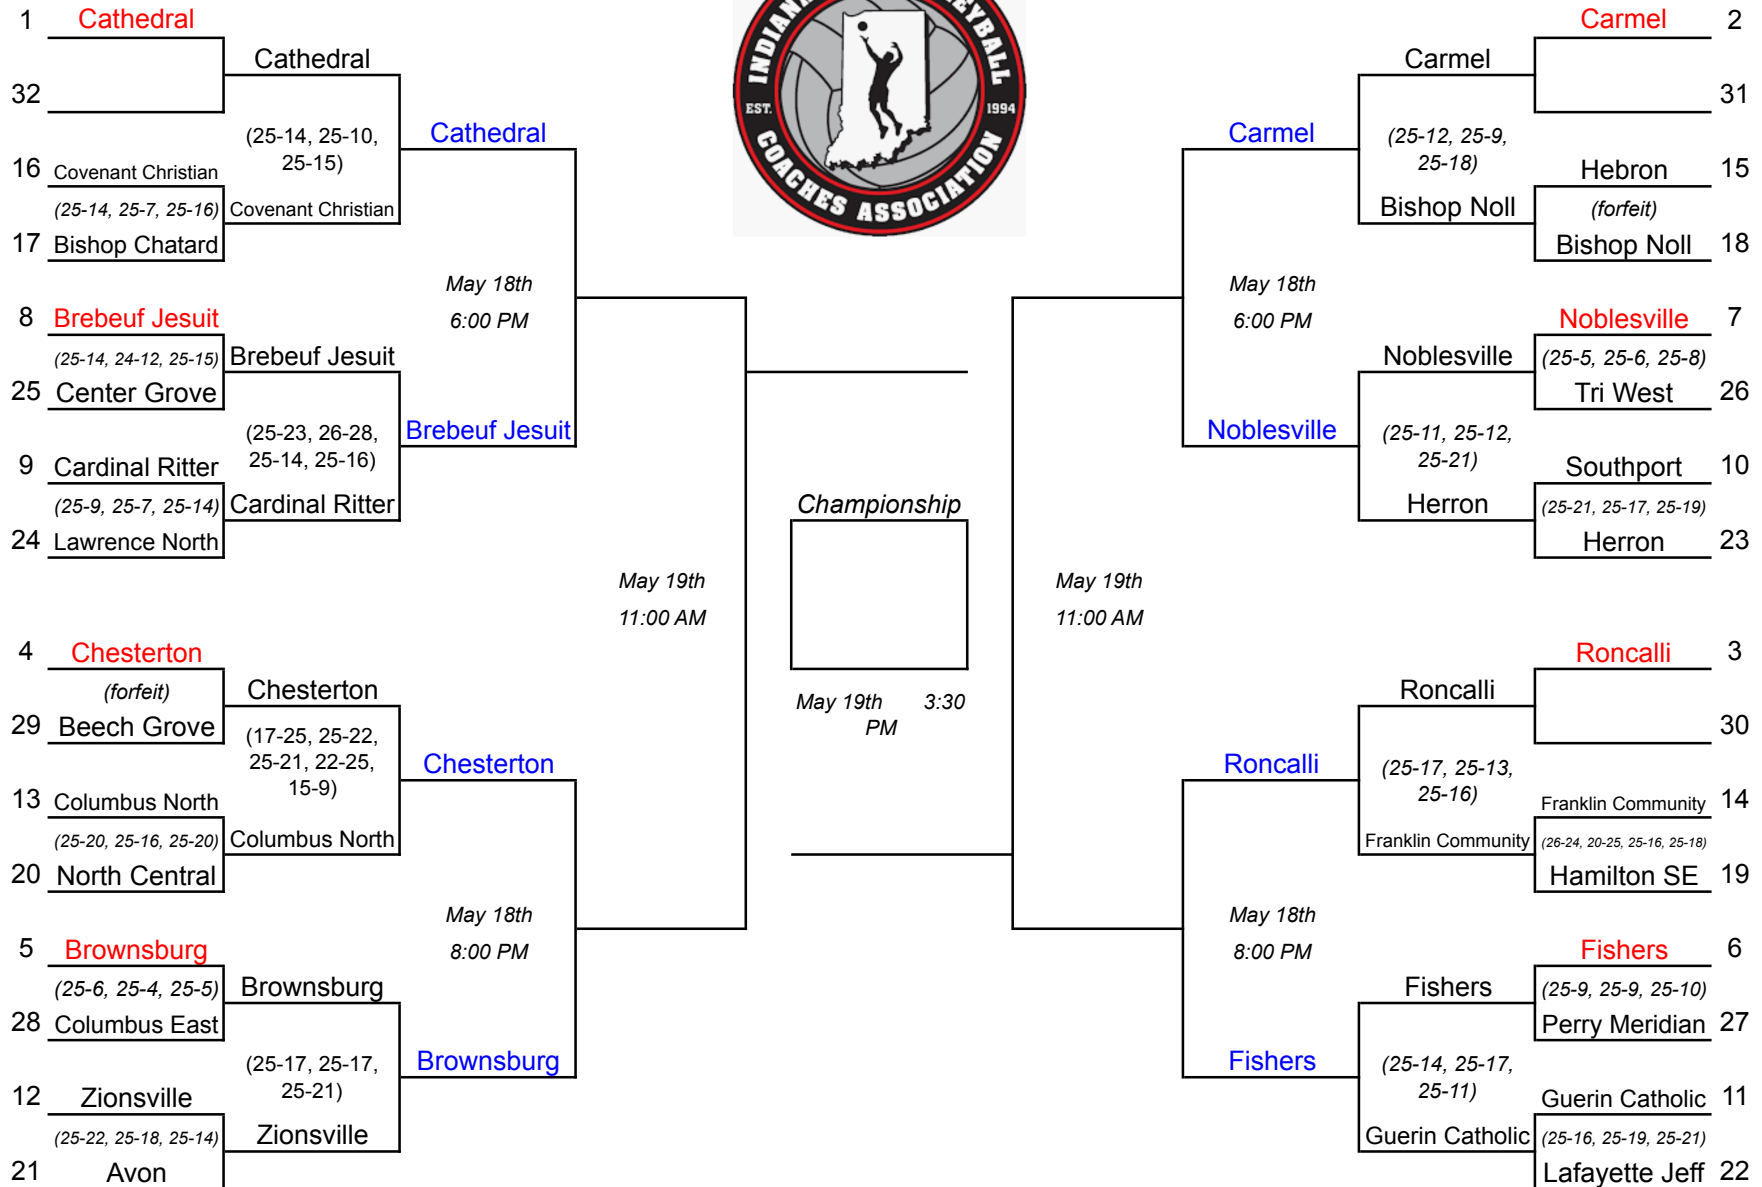 1 Cathedral
Cathedral
32
(25-14, 25-10,
25-15)
Cathedral
16 Covenant Christian
(25-14, 25-7, 25-16)
Covenant Christian
17 Bishop Chatard
May 18th
6:00 PM
8 Brebeuf Jesuit
(25-14, 24-12, 25-15)
Brebeuf Jesuit
25 Center Grove
(25-23, 26-28,
25-14, 25-16)
Brebeuf Jesuit
9 Cardinal Ritter
(25-9, 25-7, 25-14)
Cardinal Ritter
24 Lawrence North
May 19th
11:00 AM
4 Chesterton
(forfeit)
Chesterton
29 Beech Grove
(17-25, 25-22,
25-21, 22-25,
15-9)
Chesterton
13 Columbus North
(25-20, 25-16, 25-20)
Columbus North
20 North Central
May 18th
8:00 PM
5 Brownsburg
(25-6, 25-4, 25-5)
Brownsburg
28 Columbus East
(25-17, 25-17,
25-21)
Brownsburg
12 Zionsville
(25-22, 25-18, 25-14)
Zionsville
21 Avon
EST. 1994
COACHES ASSOCIATION
Championship
May 19th 3:30
PM
Carmel 2
Carmel
31
(25-12, 25-9,
25-18)
Carmel
Hebron 15
(forfeit)
Bishop Noll
Bishop Noll 18
May 18th
6:00 PM
Noblesville 7
(25-5, 25-6, 25-8)
Noblesville
Tri West 26
(25-11, 25-12,
25-21)
Noblesville
Southport 10
(25-21, 25-17, 25-19)
Herron
Herron 23
May 19th
11:00 AM
Roncalli 3
Roncalli
30
(25-17, 25-13,
25-16)
Roncalli
Franklin Community 14
(26-24, 20-25, 25-16, 25-18)
Franklin Community
Hamilton SE 19
May 18th
8:00 PM
Fishers 6
(25-9, 25-9, 25-10)
Fishers
Perry Meridian 27
(25-14, 25-17,
25-11)
Fishers
Guerin Catholic 11
(25-16, 25-19, 25-21)
Guerin Catholic
Lafayette Jeff 22